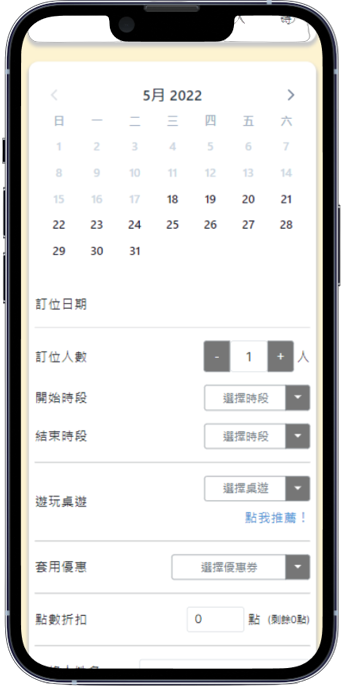 5月 2022
日 一 二 三 四 五 六
1 2 3 4 5 6 7
8 9 10 11 12 13 14
15 16 17 18 19 20 21
22 23 24 25 26 27 28
29 30 31
訂位日期
訂位人數 - 1 + 人
開始時段 選擇時段
結束時段 選擇時段
選擇桌遊
遊玩桌遊
點我推薦！
套用優惠 選擇優惠券
點數折扣 0 點 (剩餘0點)